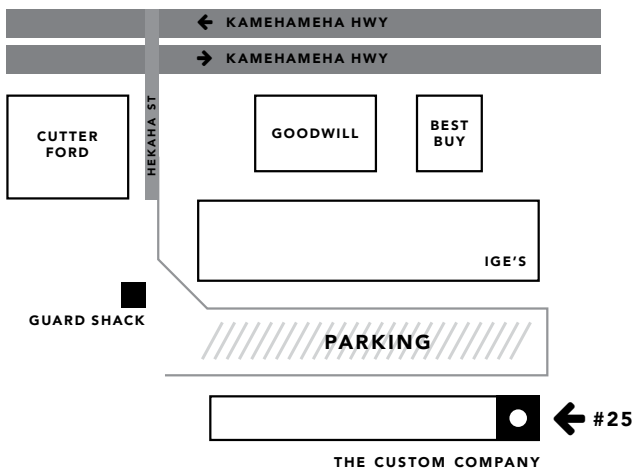 KAMEHAMEHA HWY
KAMEHAMEHA HWY
HEKAHA ST
CUTTER
FORD
GOODWILL
BEST
BUY
IGE'S
GUARD SHACK
PARKING
#25
THE CUSTOM COMPANY